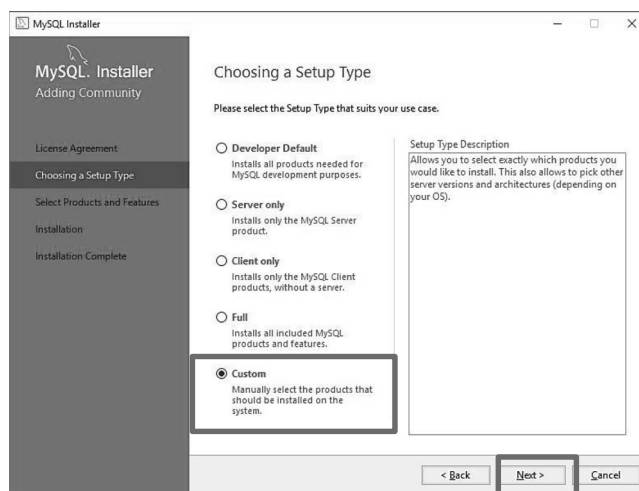 MySQL Installer
MySQL. Installer
Adding Community
License Agreement
Choosing a Setup Type
Select Products and Features
Installation
Installation Complete
Choosing a Setup Type
Please select the Setup Type that suits your use case.
Developer Default
Installs all products needed for
MySQL development purposes.
Server only
Installs only the MySQL Server
product.
Client only
Installs only the MySQL Client
products, without a server.
Full
Installs all included MySQL
products and features.
Custom
Manually select the products that
should be installed on the
system.
Setup Type Description
Allows you to select exactly which products you
would like to install. This also allows to pick other
server versions and architectures (depending on
your OS).
< Back
Next >
Cancel